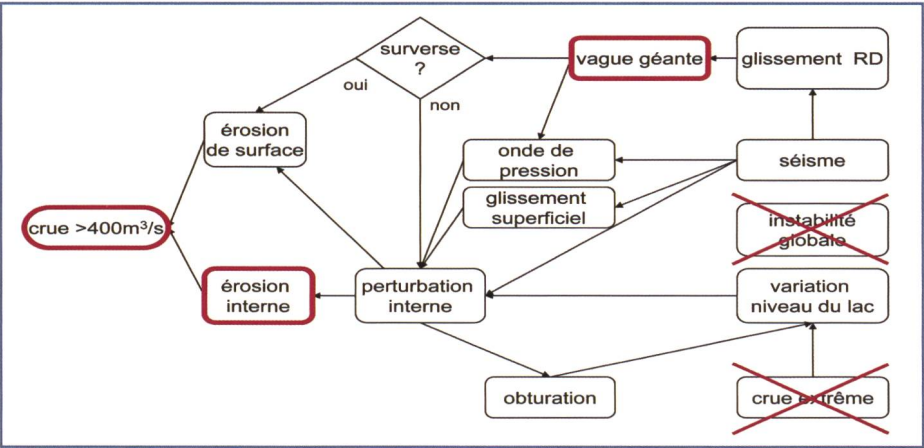 surverse
?
oui
non
vague géante
glissement RD
érosion
de surface
onde de
pression
séisme
glissement
superficiel
crue >400m³/s
instabilité
globale
érosion
interne
perturbation
interne
variation
niveau du lac
obturation
crue extrême